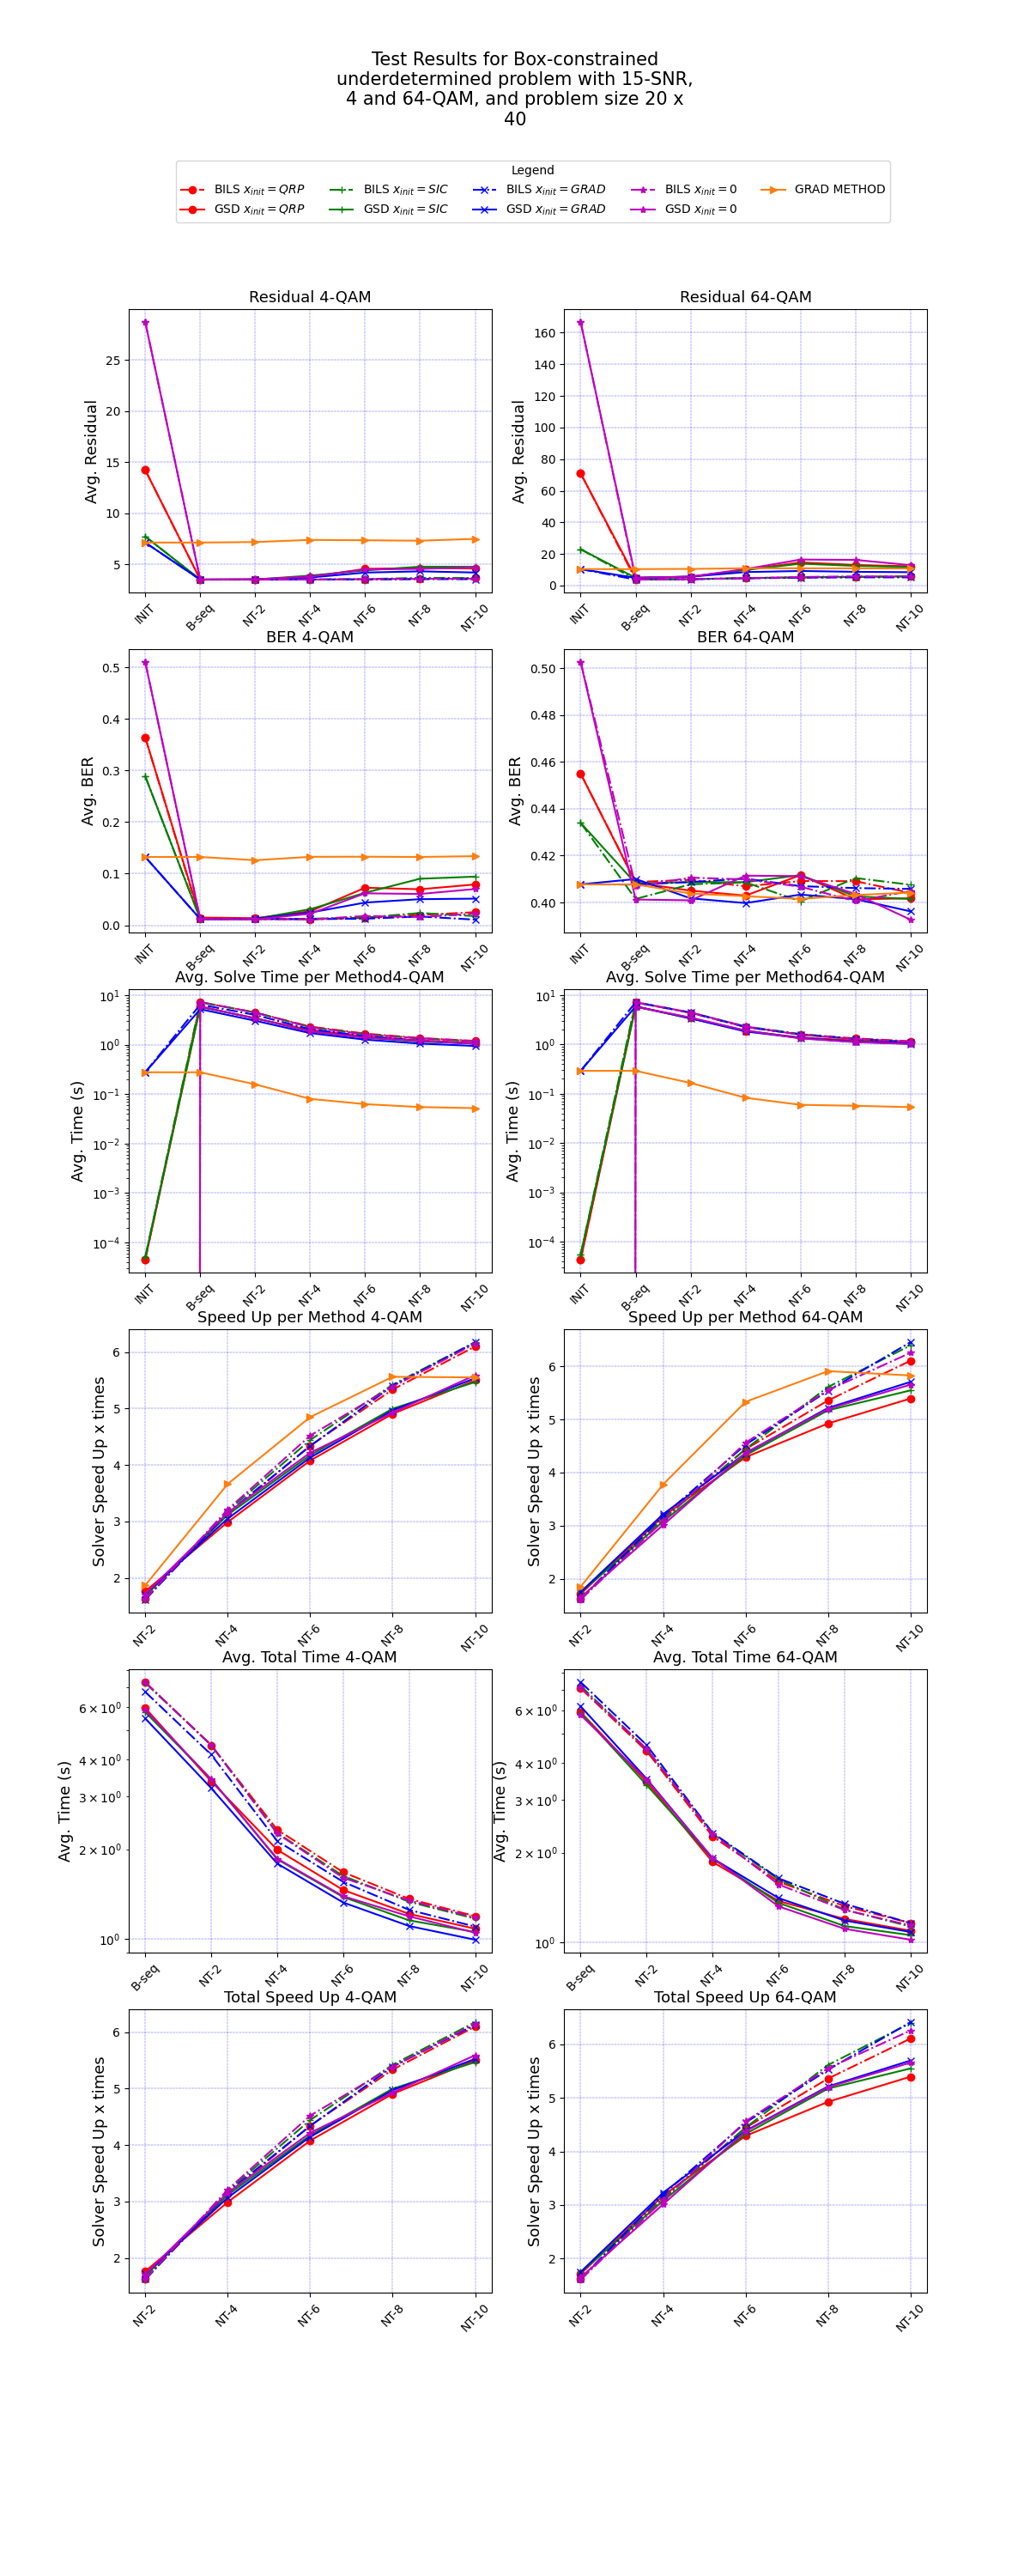 Test Results for Box-constrained
underdetermined problem with 15-SNR,
4 and 64-QAM, and problem size 20 x
40
Legend
BILS x_init = QRP
BILS x_init = SIC
BILS x_init = GRAD
BILS x_init = 0
GRAD METHOD
GSD x_init = QRP
GSD x_init = SIC
GSD x_init = GRAD
GSD x_init = 0
Residual 4-QAM
Avg. Residual
25
20
15
10
5
INIT
B-seq
NT-2
NT-4
NT-6
NT-8
NT-10
Residual 64-QAM
Avg. Residual
160
140
120
100
80
60
40
20
0
INIT
B-seq
NT-2
NT-4
NT-6
NT-8
NT-10
BER 4-QAM
Avg. BER
0.5
0.4
0.3
0.2
0.1
0.0
INIT
B-seq
NT-2
NT-4
NT-6
NT-8
NT-10
BER 64-QAM
Avg. BER
0.50
0.48
0.46
0.44
0.42
0.40
INIT
B-seq
NT-2
NT-4
NT-6
NT-8
NT-10
Avg. Solve Time per Method4-QAM
Avg. Time (s)
10^1
10^0
10^-1
10^-2
10^-3
10^-4
INIT
B-seq
NT-2
NT-4
NT-6
NT-8
NT-10
Avg. Solve Time per Method64-QAM
Avg. Time (s)
10^1
10^0
10^-1
10^-2
10^-3
10^-4
INIT
B-seq
NT-2
NT-4
NT-6
NT-8
NT-10
Speed Up per Method 4-QAM
Solver Speed Up x times
6
5
4
3
2
NT-2
NT-4
NT-6
NT-8
NT-10
Speed Up per Method 64-QAM
Solver Speed Up x times
6
5
4
3
2
NT-2
NT-4
NT-6
NT-8
NT-10
Avg. Total Time 4-QAM
Avg. Time (s)
6 × 10^0
4 × 10^0
3 × 10^0
2 × 10^0
10^0
B-seq
NT-2
NT-4
NT-6
NT-8
NT-10
Avg. Total Time 64-QAM
Avg. Time (s)
6 × 10^0
4 × 10^0
3 × 10^0
2 × 10^0
10^0
B-seq
NT-2
NT-4
NT-6
NT-8
NT-10
Total Speed Up 4-QAM
Solver Speed Up x times
6
5
4
3
2
NT-2
NT-4
NT-6
NT-8
NT-10
Total Speed Up 64-QAM
Solver Speed Up x times
6
5
4
3
2
NT-2
NT-4
NT-6
NT-8
NT-10